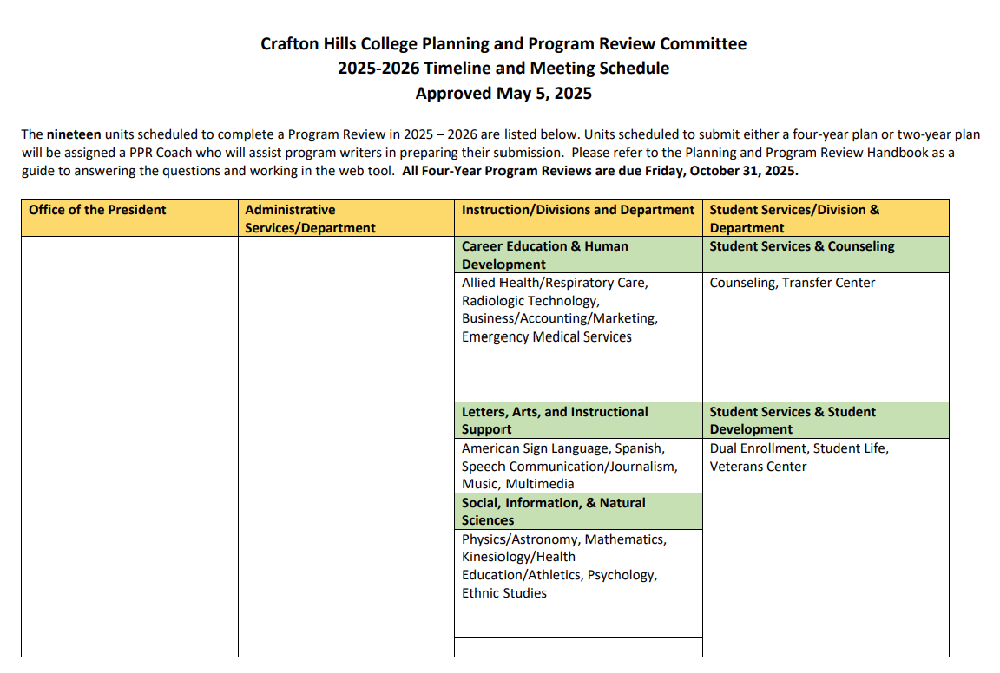 Crafton Hills College Planning and Program Review Committee
2025-2026 Timeline and Meeting Schedule
Approved May 5, 2025
The nineteen units scheduled to complete a Program Review in 2025 – 2026 are listed below. Units scheduled to submit either a four-year plan or two-year plan
will be assigned a PPR Coach who will assist program writers in preparing their submission.  Please refer to the Planning and Program Review Handbook as a
guide to answering the questions and working in the web tool.  All Four-Year Program Reviews are due Friday, October 31, 2025.
Office of the President
Administrative
Services/Department
Instruction/Divisions and Department
Student Services/Division &
Department
Career Education & Human
Development
Student Services & Counseling
Allied Health/Respiratory Care,
Radiologic Technology,
Business/Accounting/Marketing,
Emergency Medical Services
Counseling, Transfer Center
Letters, Arts, and Instructional
Support
Student Services & Student
Development
American Sign Language, Spanish,
Speech Communication/Journalism,
Music, Multimedia
Dual Enrollment, Student Life,
Veterans Center
Social, Information, & Natural
Sciences
Physics/Astronomy, Mathematics,
Kinesiology/Health
Education/Athletics, Psychology,
Ethnic Studies